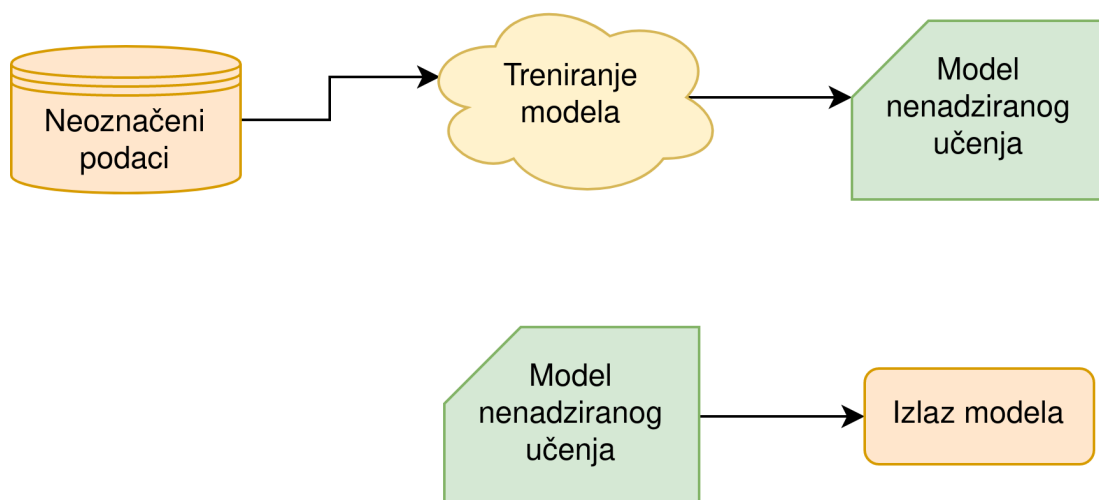 Neoznačeni
podaci
Treniranje
modela
Model
nenadziranog
učenja
Model
nenadziranog
učenja
Izlaz modela